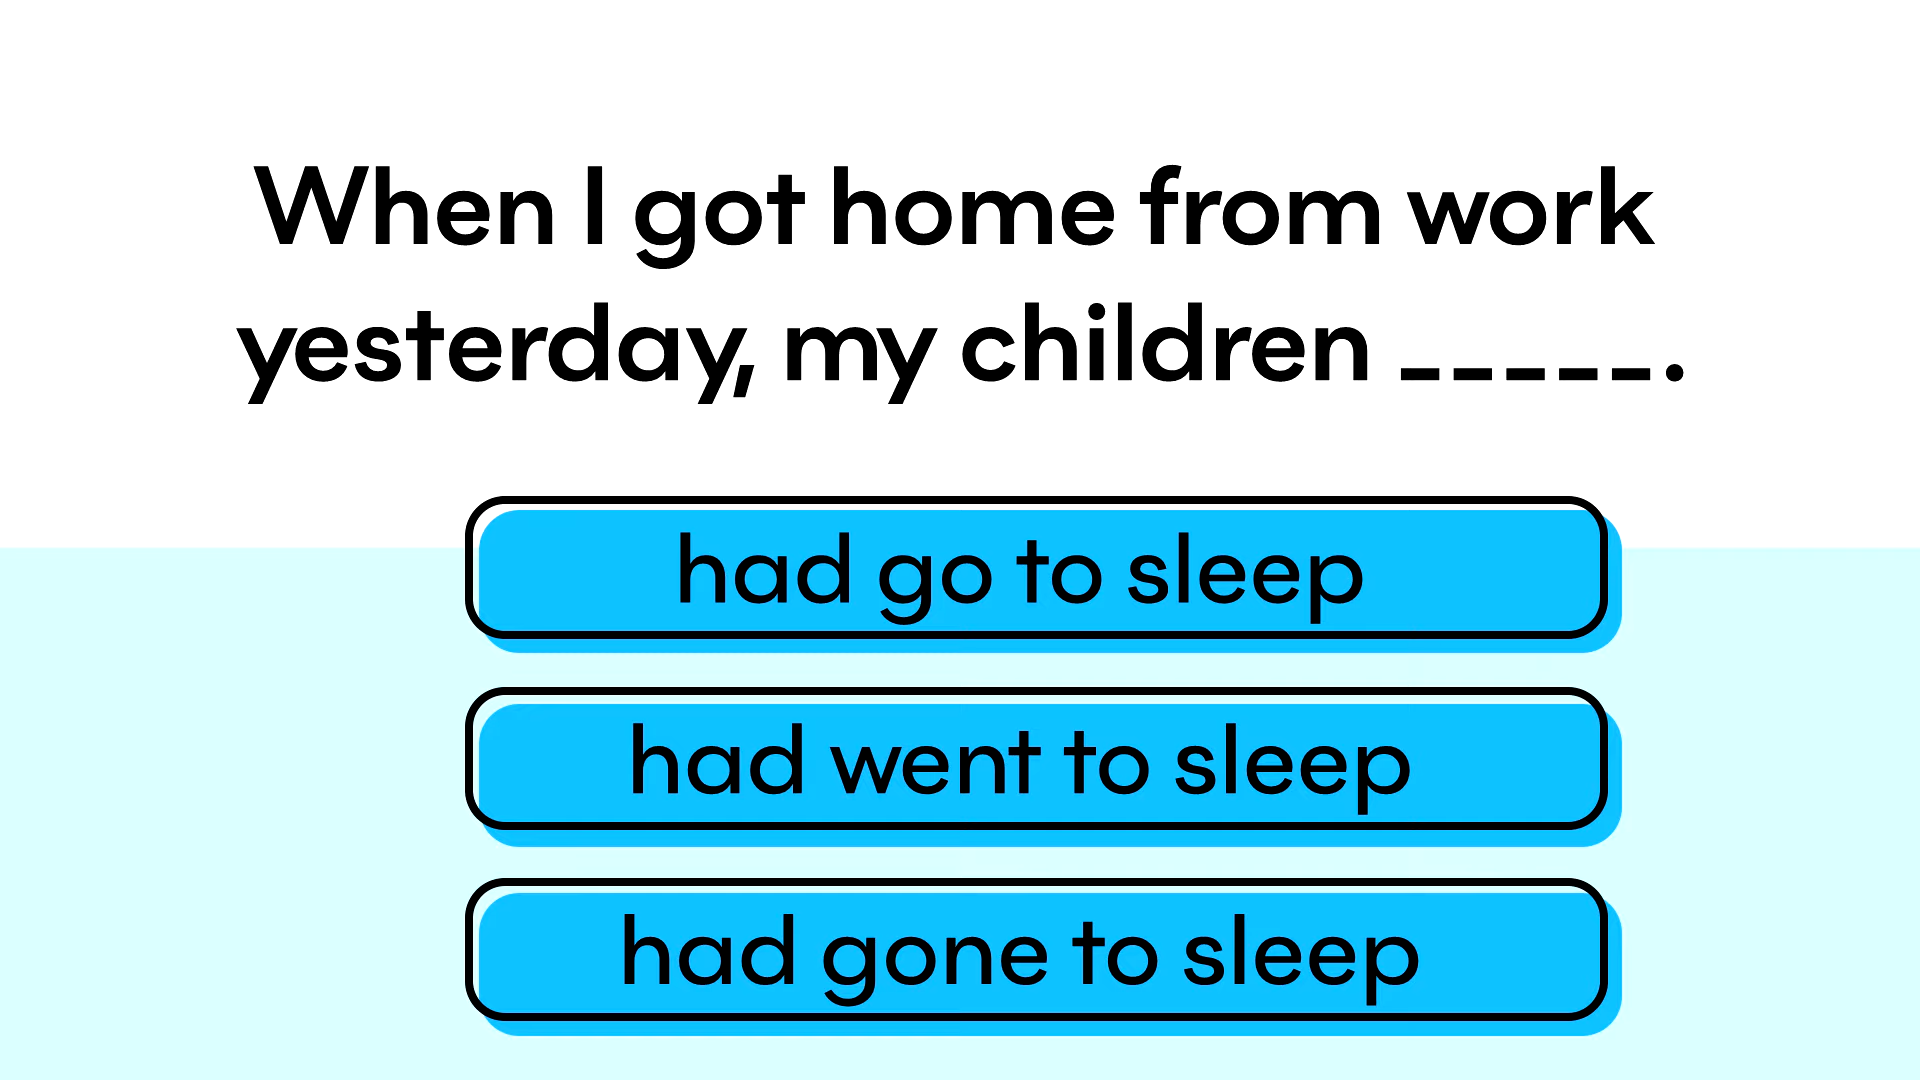 When I got home from work
yesterday, my children _____.
had go to sleep
had went to sleep
had gone to sleep